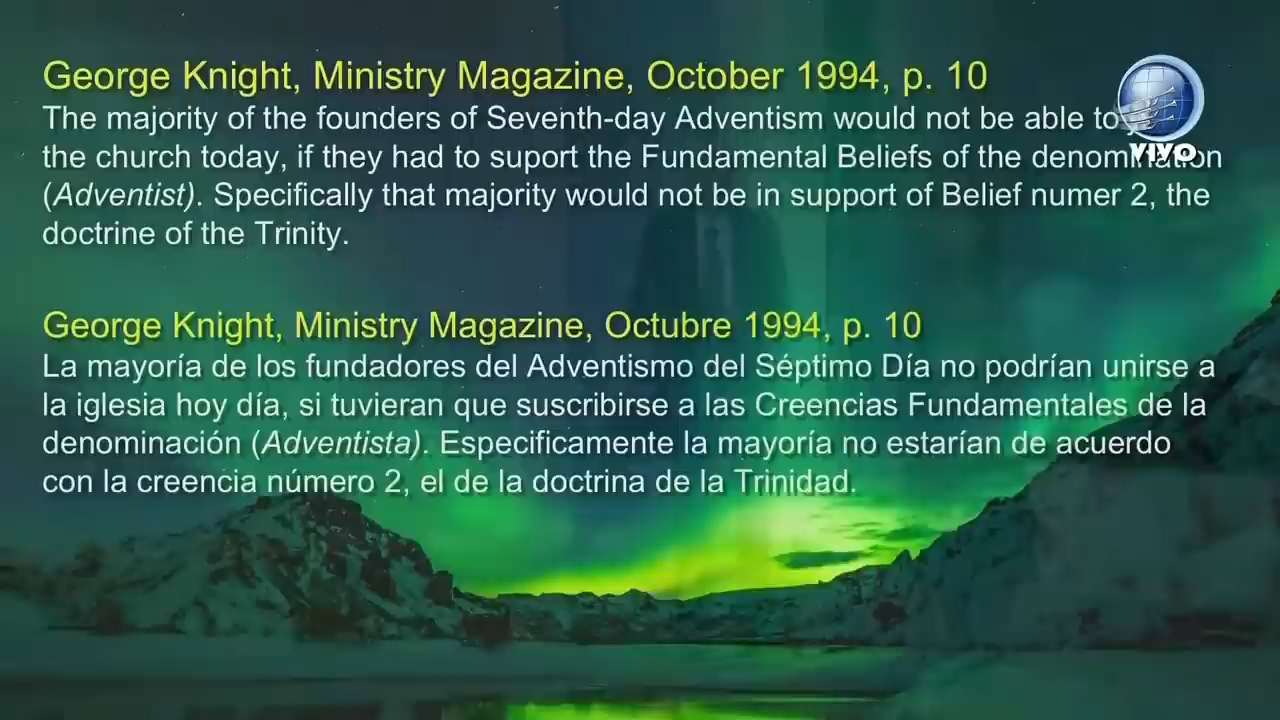 George Knight, Ministry Magazine, October 1994, p. 10
The majority of the founders of Seventh-day Adventism would not be able to
the church today, if they had to suport the Fundamental Beliefs of the denomination
(Adventist). Specifically that majority would not be in support of Belief numer 2, the
doctrine of the Trinity.
VIVO
George Knight, Ministry Magazine, Octubre 1994, p. 10
La mayoría de los fundadores del Adventismo del Séptimo Día no podrían unirse a
la iglesia hoy día, si tuvieran que suscribirse a las Creencias Fundamentales de la
denominación (Adventista). Especificamente la mayoría no estarían de acuerdo
con la creencia número 2, el de la doctrina de la Trinidad.